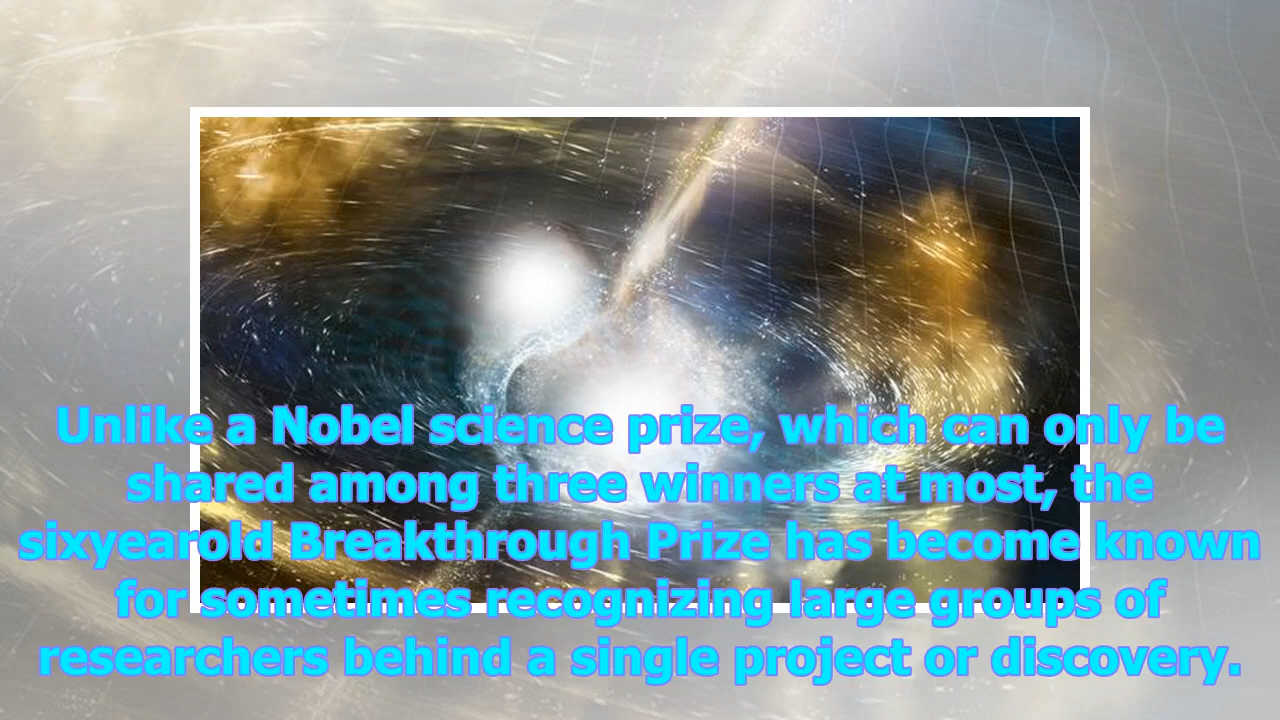 Unlike a Nobel science prize, which can only be
shared among three winners at most, the
sixyearold Breakthrough Prize has become known
for sometimes recognizing large groups of
researchers behind a single project or discovery.